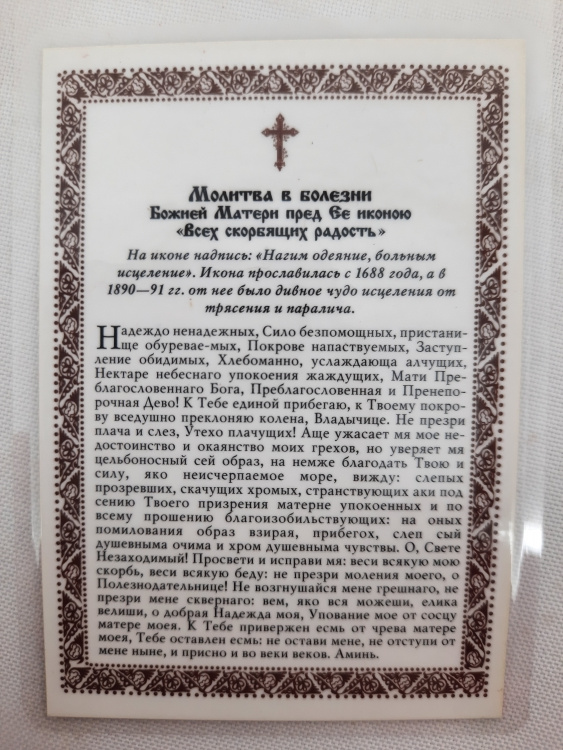 Молитва в болезни
Божией Матери пред Ее иконою
«Всех скорбящих радость»
На иконе надпись: «Нагим одеяние, больным
исцеление». Икона прославилась с 1688 года, а в
1890—91 гг. от нее было дивное чудо исцеления от
трясения и паралича.
Надеждо ненадежных, Сило безпомощных, пристани-
ще обуревае-мых, Покрове напаствуемых, Заступ-
ление обидимых, Хлебоманно, услаждающа алчущих,
Нектаре небеснаго упокоения жаждущих, Мати Пре-
благословеннаго Бога, Преблагословенная и Пренепо-
рочная Дево! К Тебе единой прибегаю, к Твоему покро-
ву вседушно преклоняю колена, Владычице. Не презри
плача и слез, Утехо плачущих! Аще ужасает мя мое не-
достоинство и окаянство моих грехов, но уверяет мя
цельбоносный сей образ, на немже благодать Твою и
силу, яко неисчерпаемое море, вижду: слепых
прозревших, скачущих хромых, странствующих аки под
сению Твоего призрения матерне упокоенных и по
всему прошению благоизобильствующих: на оных
помилования образ взирая, прибегох, слеп сый
душевныма очима и хром душевными чувствы. О, Свете
Незаходимый! Просвети и исправи мя: веси всякую мою
скорбь, веси всякую беду: не презри моления моего, о
Полезнодательнице! Не возгнушайся мене грешнаго, не
презри мене сквернаго: вем, яко вся можеши, елика
велиши, о добрая Надежда моя, Упование мое от сосцу
матере моея. К Тебе привержен есмь от чрева матере
моея, Тебе оставлен есмь: не остави мене, не отступи от
мене ныне, и присно и во веки веков. Аминь.